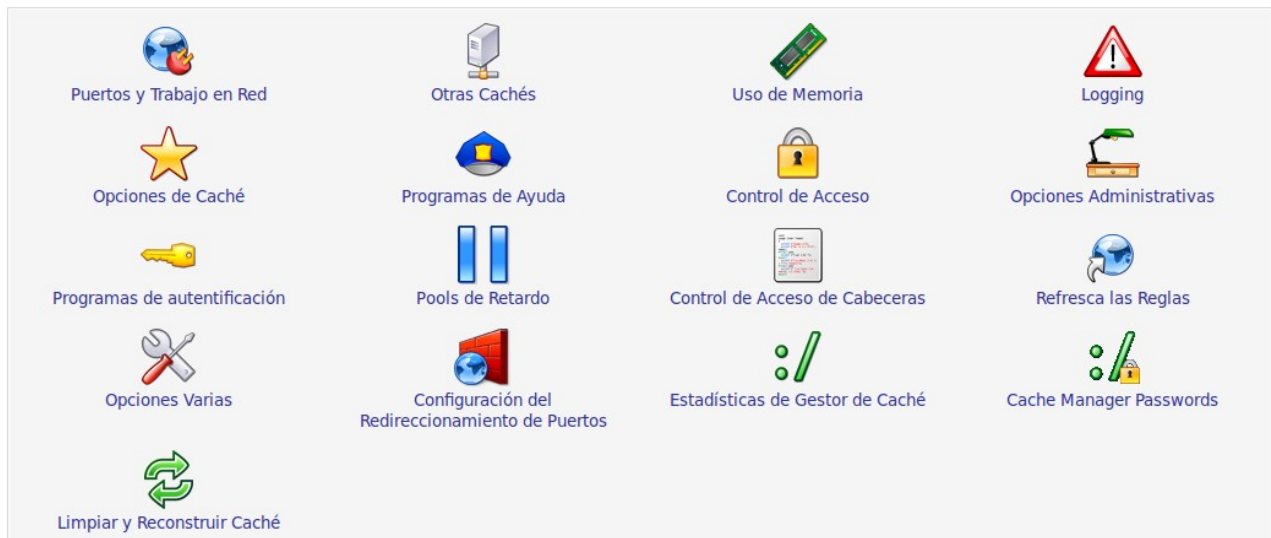 Puertos y Trabajo en Red
Otras Cachés
Uso de Memoria
Logging
Opciones de Caché
Programas de Ayuda
Control de Acceso
Opciones Administrativas
Programas de autentificación
Pools de Retardo
Control de Acceso de Cabeceras
Refresca las Reglas
Opciones Varias
Configuración del
Redireccionamiento de Puertos
Estadísticas de Gestor de Caché
Cache Manager Passwords
Limpiar y Reconstruir Caché